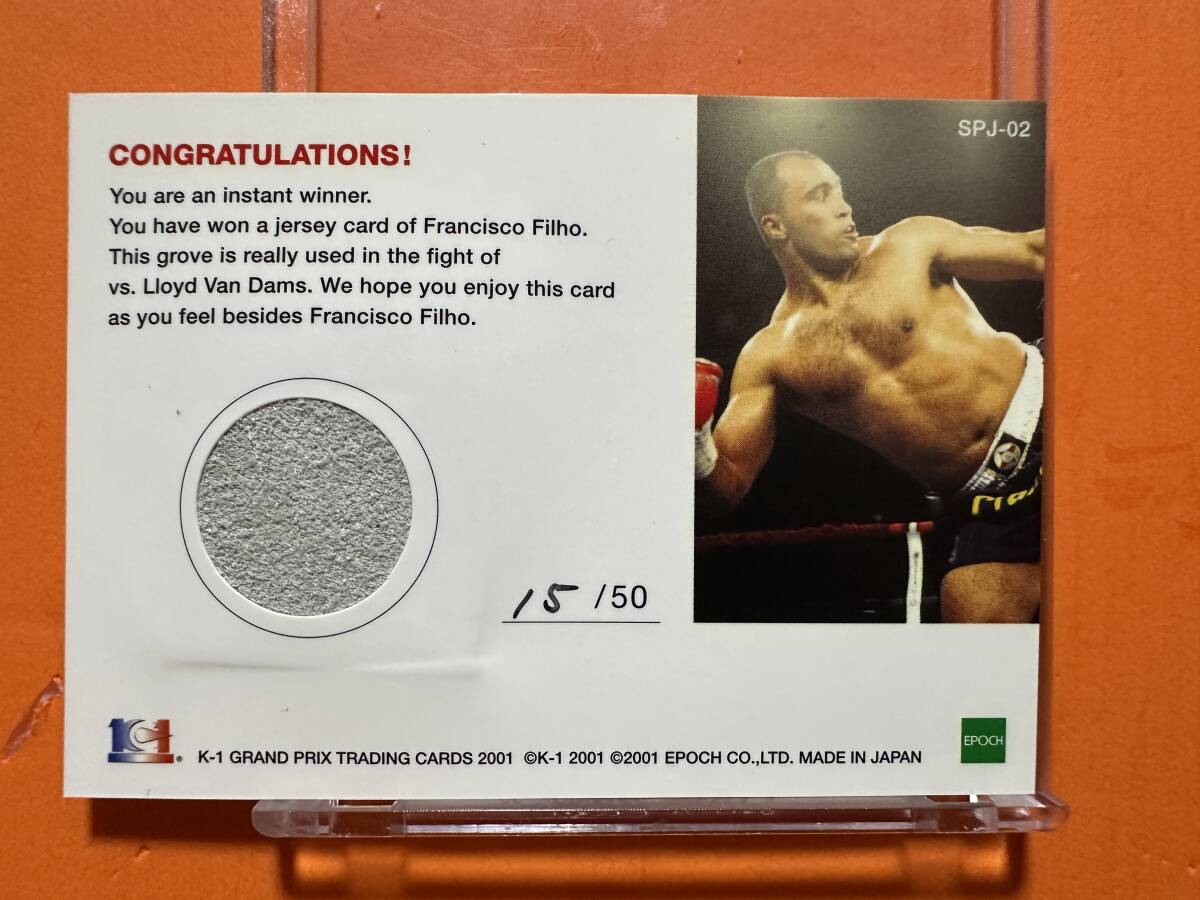 SPJ-02
CONGRATULATIONS!
You are an instant winner.
You have won a jersey card of Francisco Filho.
This grove is really used in the fight of
vs. Lloyd Van Dams. We hope you enjoy this card
as you feel besides Francisco Filho.
15 /50
K-1 GRAND PRIX TRADING CARDS 2001 ©K-1 2001 ©2001 EPOCH CO.,LTD. MADE IN JAPAN
EPOCH